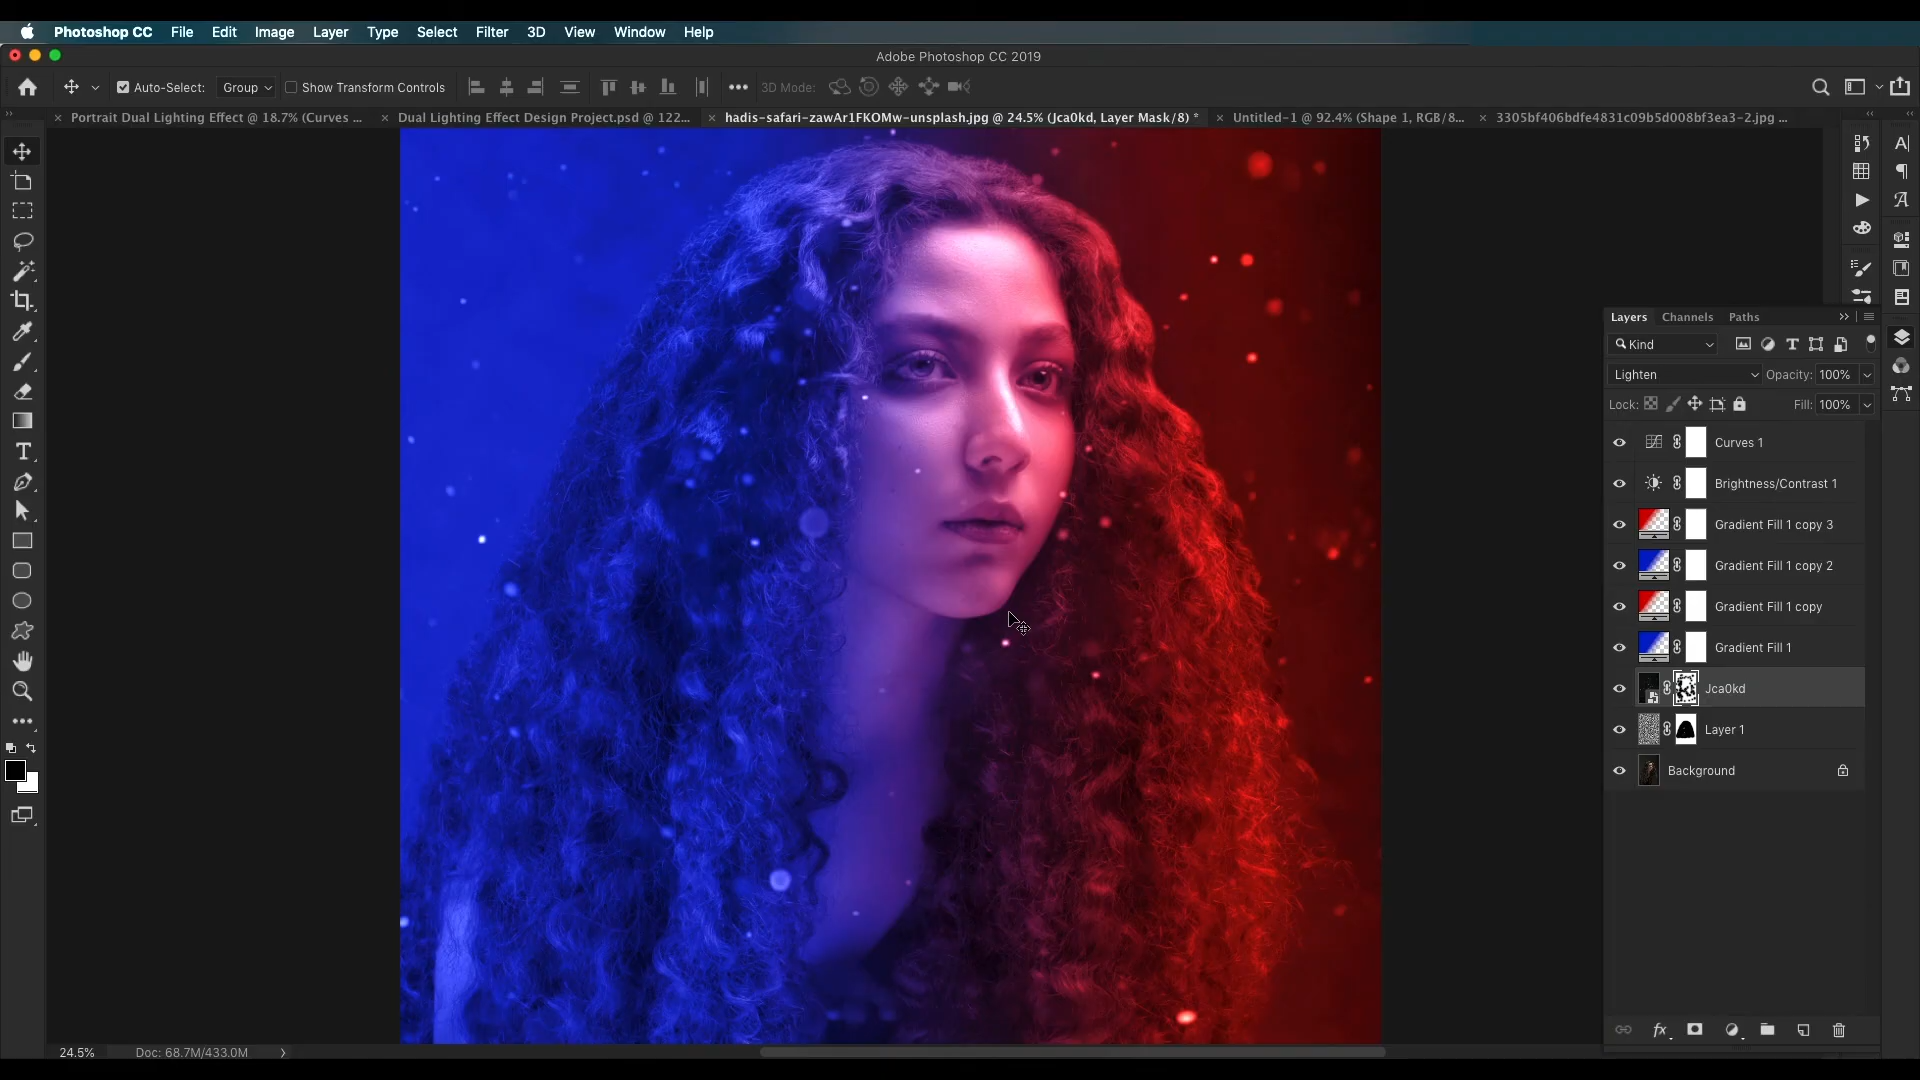 Photoshop CC File Edit Image Layer Type Select Filter 3D View Window Help
Adobe Photoshop CC 2019
Auto-Select: Group Show Transform Controls 3D Mode:
Portrait Dual Lighting Effect @ 18.7% (Curves ... Dual Lighting Effect Design Project.psd @ 122... hadis-safari-zawAr1FKOMw-unsplash.jpg @ 24.5% (Jca0kd, Layer Mask/8) * Untitled-1 @ 92.4% (Shape 1, RGB/8... 3305bf406bdfe4831c09b5d008bf3ea3-2.jpg ...
Layers Channels Paths
Kind
Lighten Opacity: 100%
Lock: Fill: 100%
Curves 1
Brightness/Contrast 1
Gradient Fill 1 copy 3
Gradient Fill 1 copy 2
Gradient Fill 1 copy
Gradient Fill 1
Jca0kd
Layer 1
Background
24.5% Doc: 68.7M/433.0M